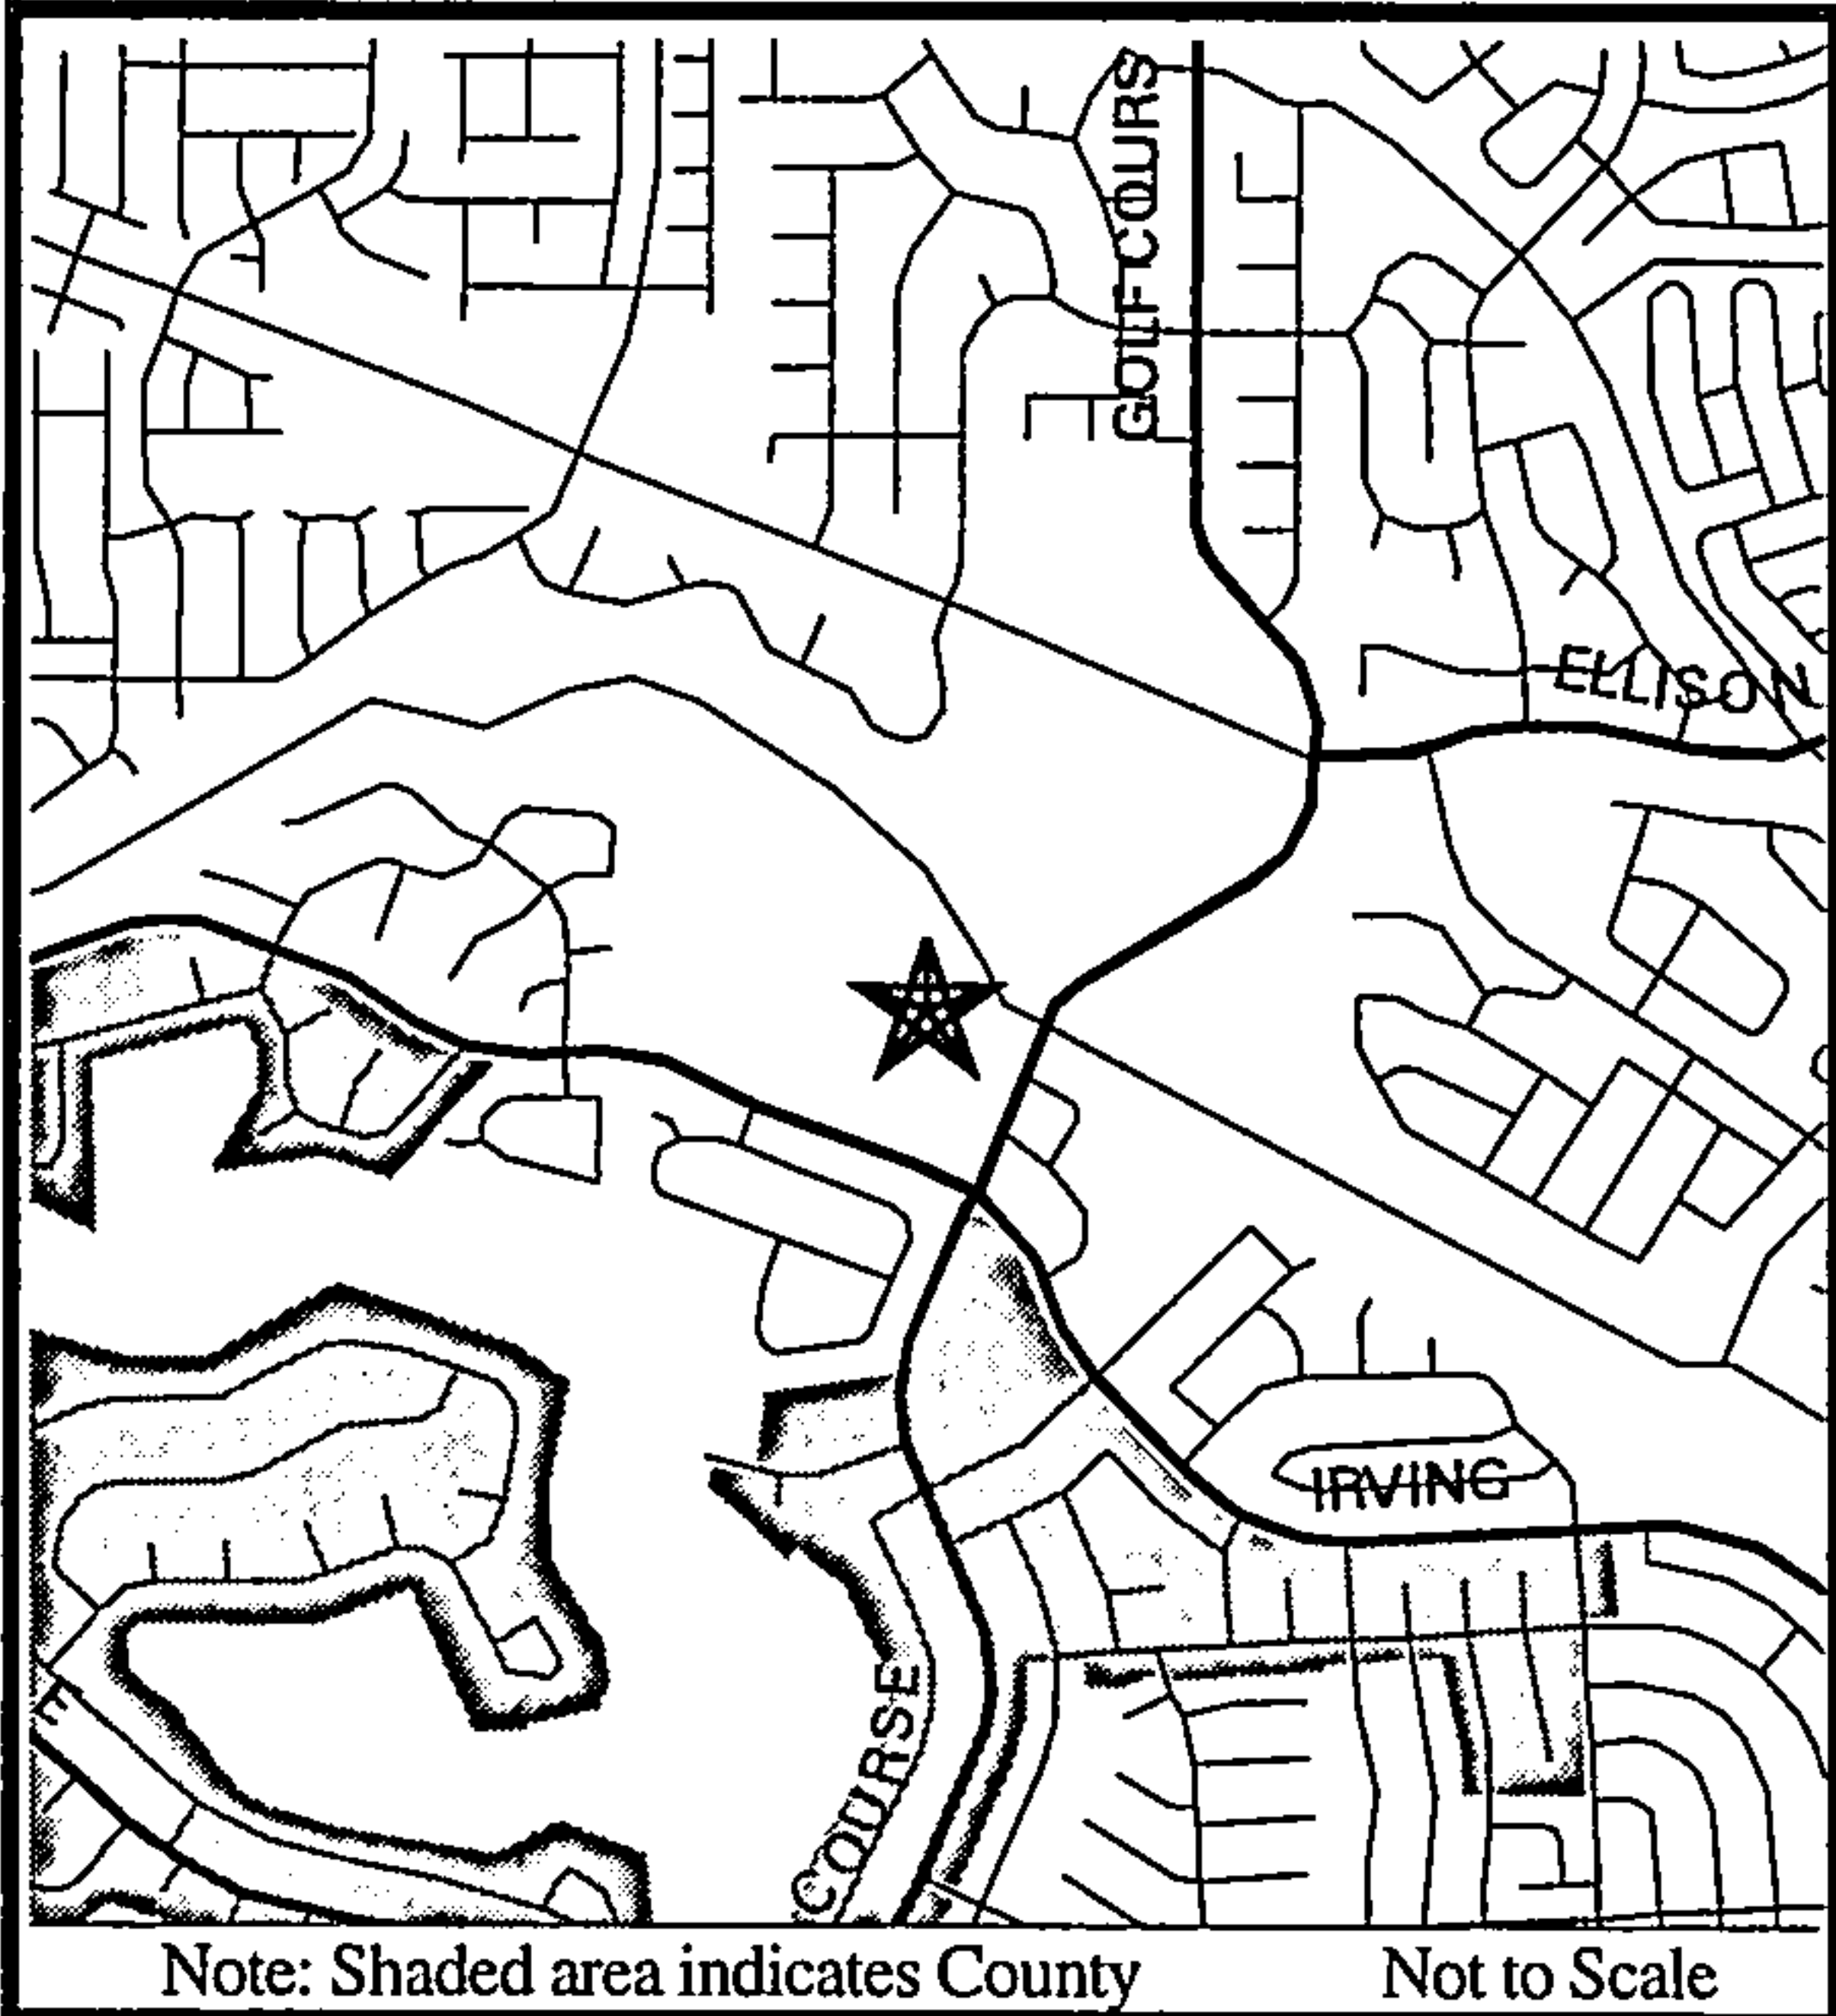 GOLF COURS
ELLISON
IRVING
E
COURSE
Note: Shaded area indicates County
Not to Scale